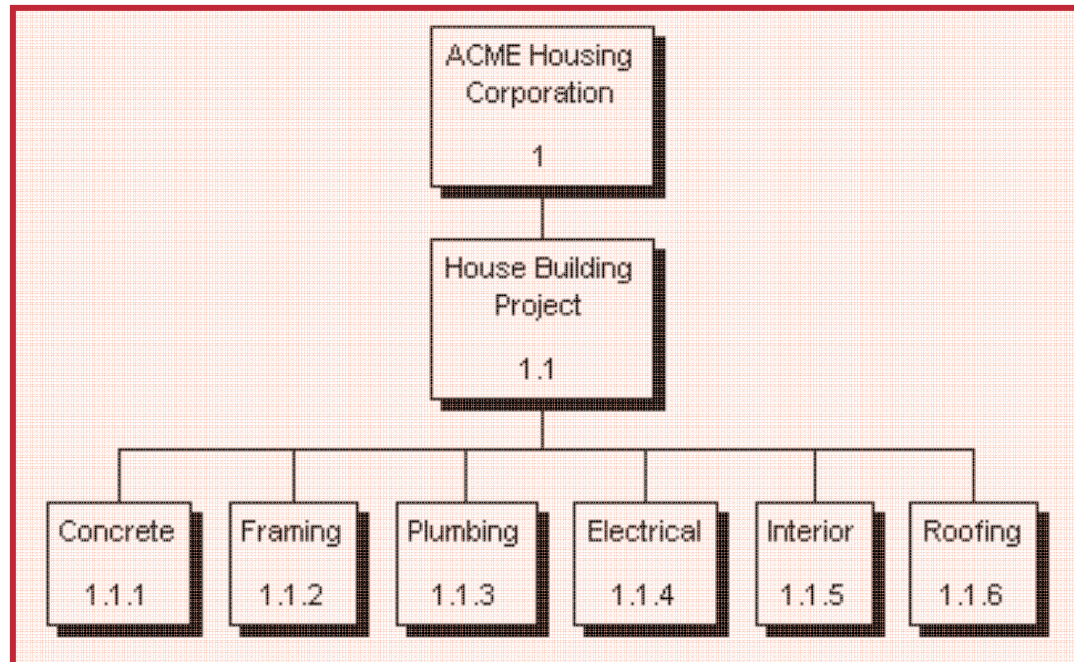 ACME Housing
Corporation
1
House Building
Project
1.1
Concrete
1.1.1
Framing
1.1.2
Plumbing
1.1.3
Electrical
1.1.4
Interior
1.1.5
Roofing
1.1.6